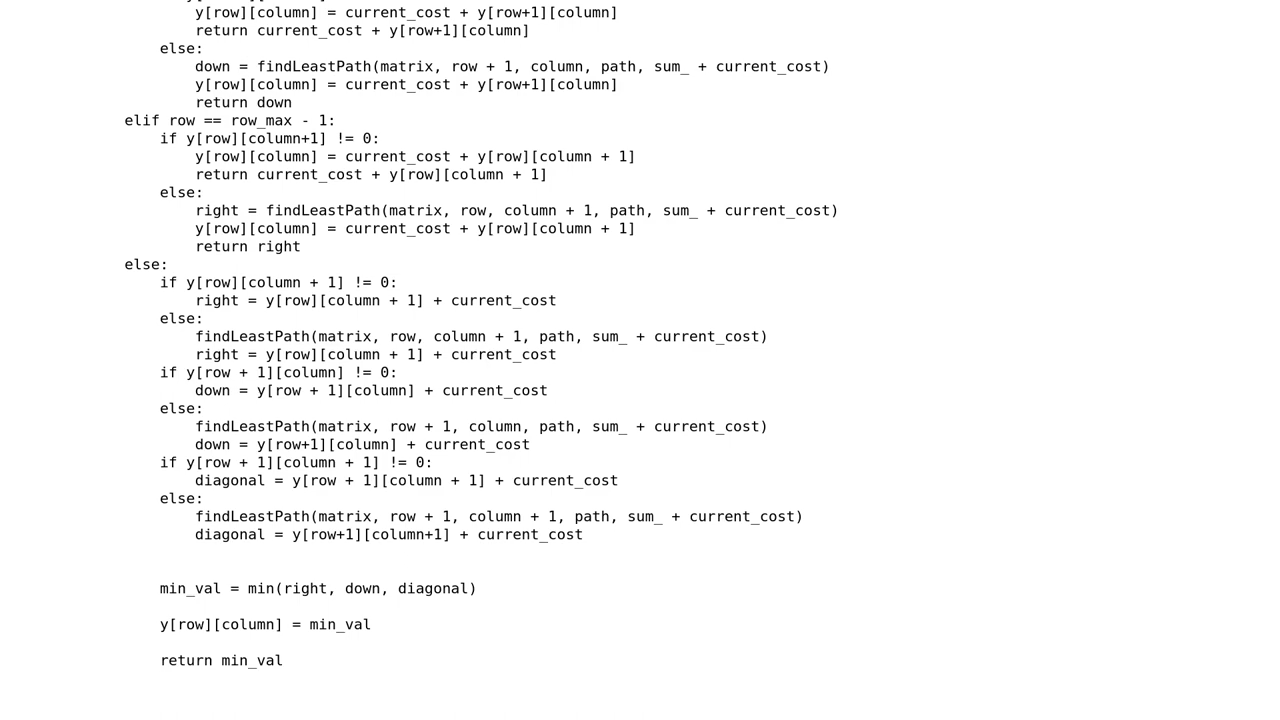 y[row][column] = current_cost + y[row+1][column]
return current_cost + y[row+1][column]
else:
down = findLeastPath(matrix, row + 1, column, path, sum_ + current_cost)
y[row][column] = current_cost + y[row+1][column]
return down
elif row == row_max - 1:
if y[row][column+1] != 0:
y[row][column] = current_cost + y[row][column + 1]
return current_cost + y[row][column + 1]
else:
right = findLeastPath(matrix, row, column + 1, path, sum_ + current_cost)
y[row][column] = current_cost + y[row][column + 1]
return right
else:
if y[row][column + 1] != 0:
right = y[row][column + 1] + current_cost
else:
findLeastPath(matrix, row, column + 1, path, sum_ + current_cost)
right = y[row][column + 1] + current_cost
if y[row + 1][column] != 0:
down = y[row + 1][column] + current_cost
else:
findLeastPath(matrix, row + 1, column, path, sum_ + current_cost)
down = y[row+1][column] + current_cost
if y[row + 1][column + 1] != 0:
diagonal = y[row + 1][column + 1] + current_cost
else:
findLeastPath(matrix, row + 1, column + 1, path, sum_ + current_cost)
diagonal = y[row+1][column+1] + current_cost
min_val = min(right, down, diagonal)
y[row][column] = min_val
return min_val